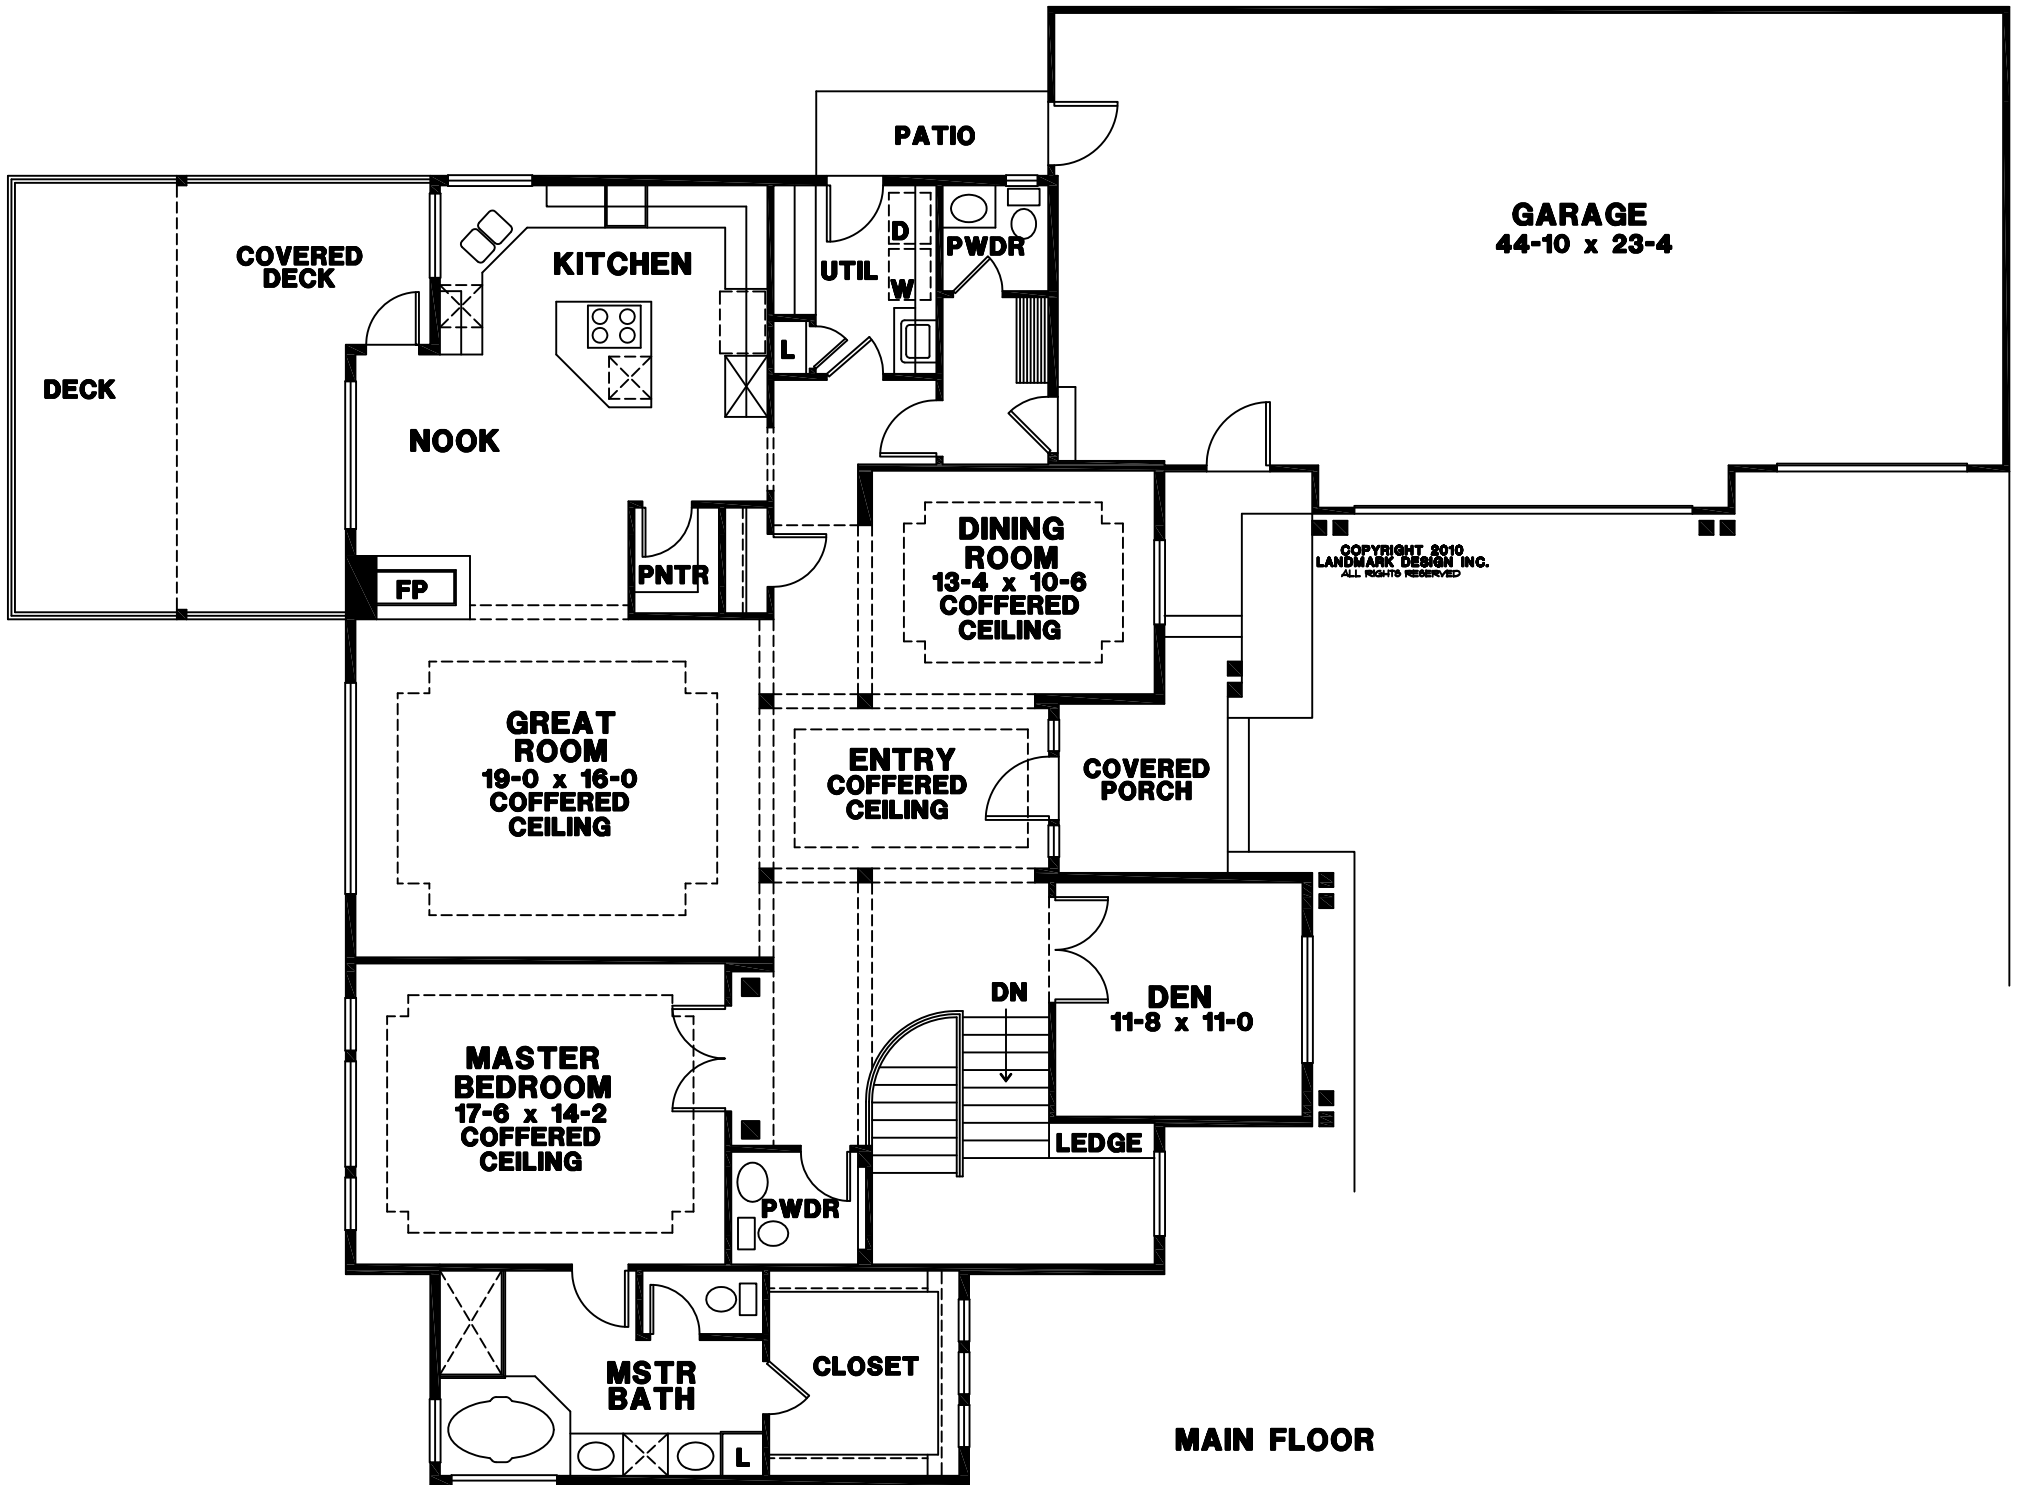 PATIO
GARAGE
44-10 x 23-4
COVERED
DECK
KITCHEN
UTIL
D
W
PWDR
L
DECK
NOOK
FP
PNTR
DINING
ROOM
13-4 x 10-6
COFFERED
CEILING
COPYRIGHT 2010
LANDMARK DESIGN INC.
ALL RIGHTS RESERVED
GREAT
ROOM
19-0 x 16-0
COFFERED
CEILING
ENTRY
COFFERED
CEILING
COVERED
PORCH
DN
DEN
11-8 x 11-0
MASTER
BEDROOM
17-6 x 14-2
COFFERED
CEILING
LEDGE
PWDR
MSTR
BATH
CLOSET
L
MAIN FLOOR